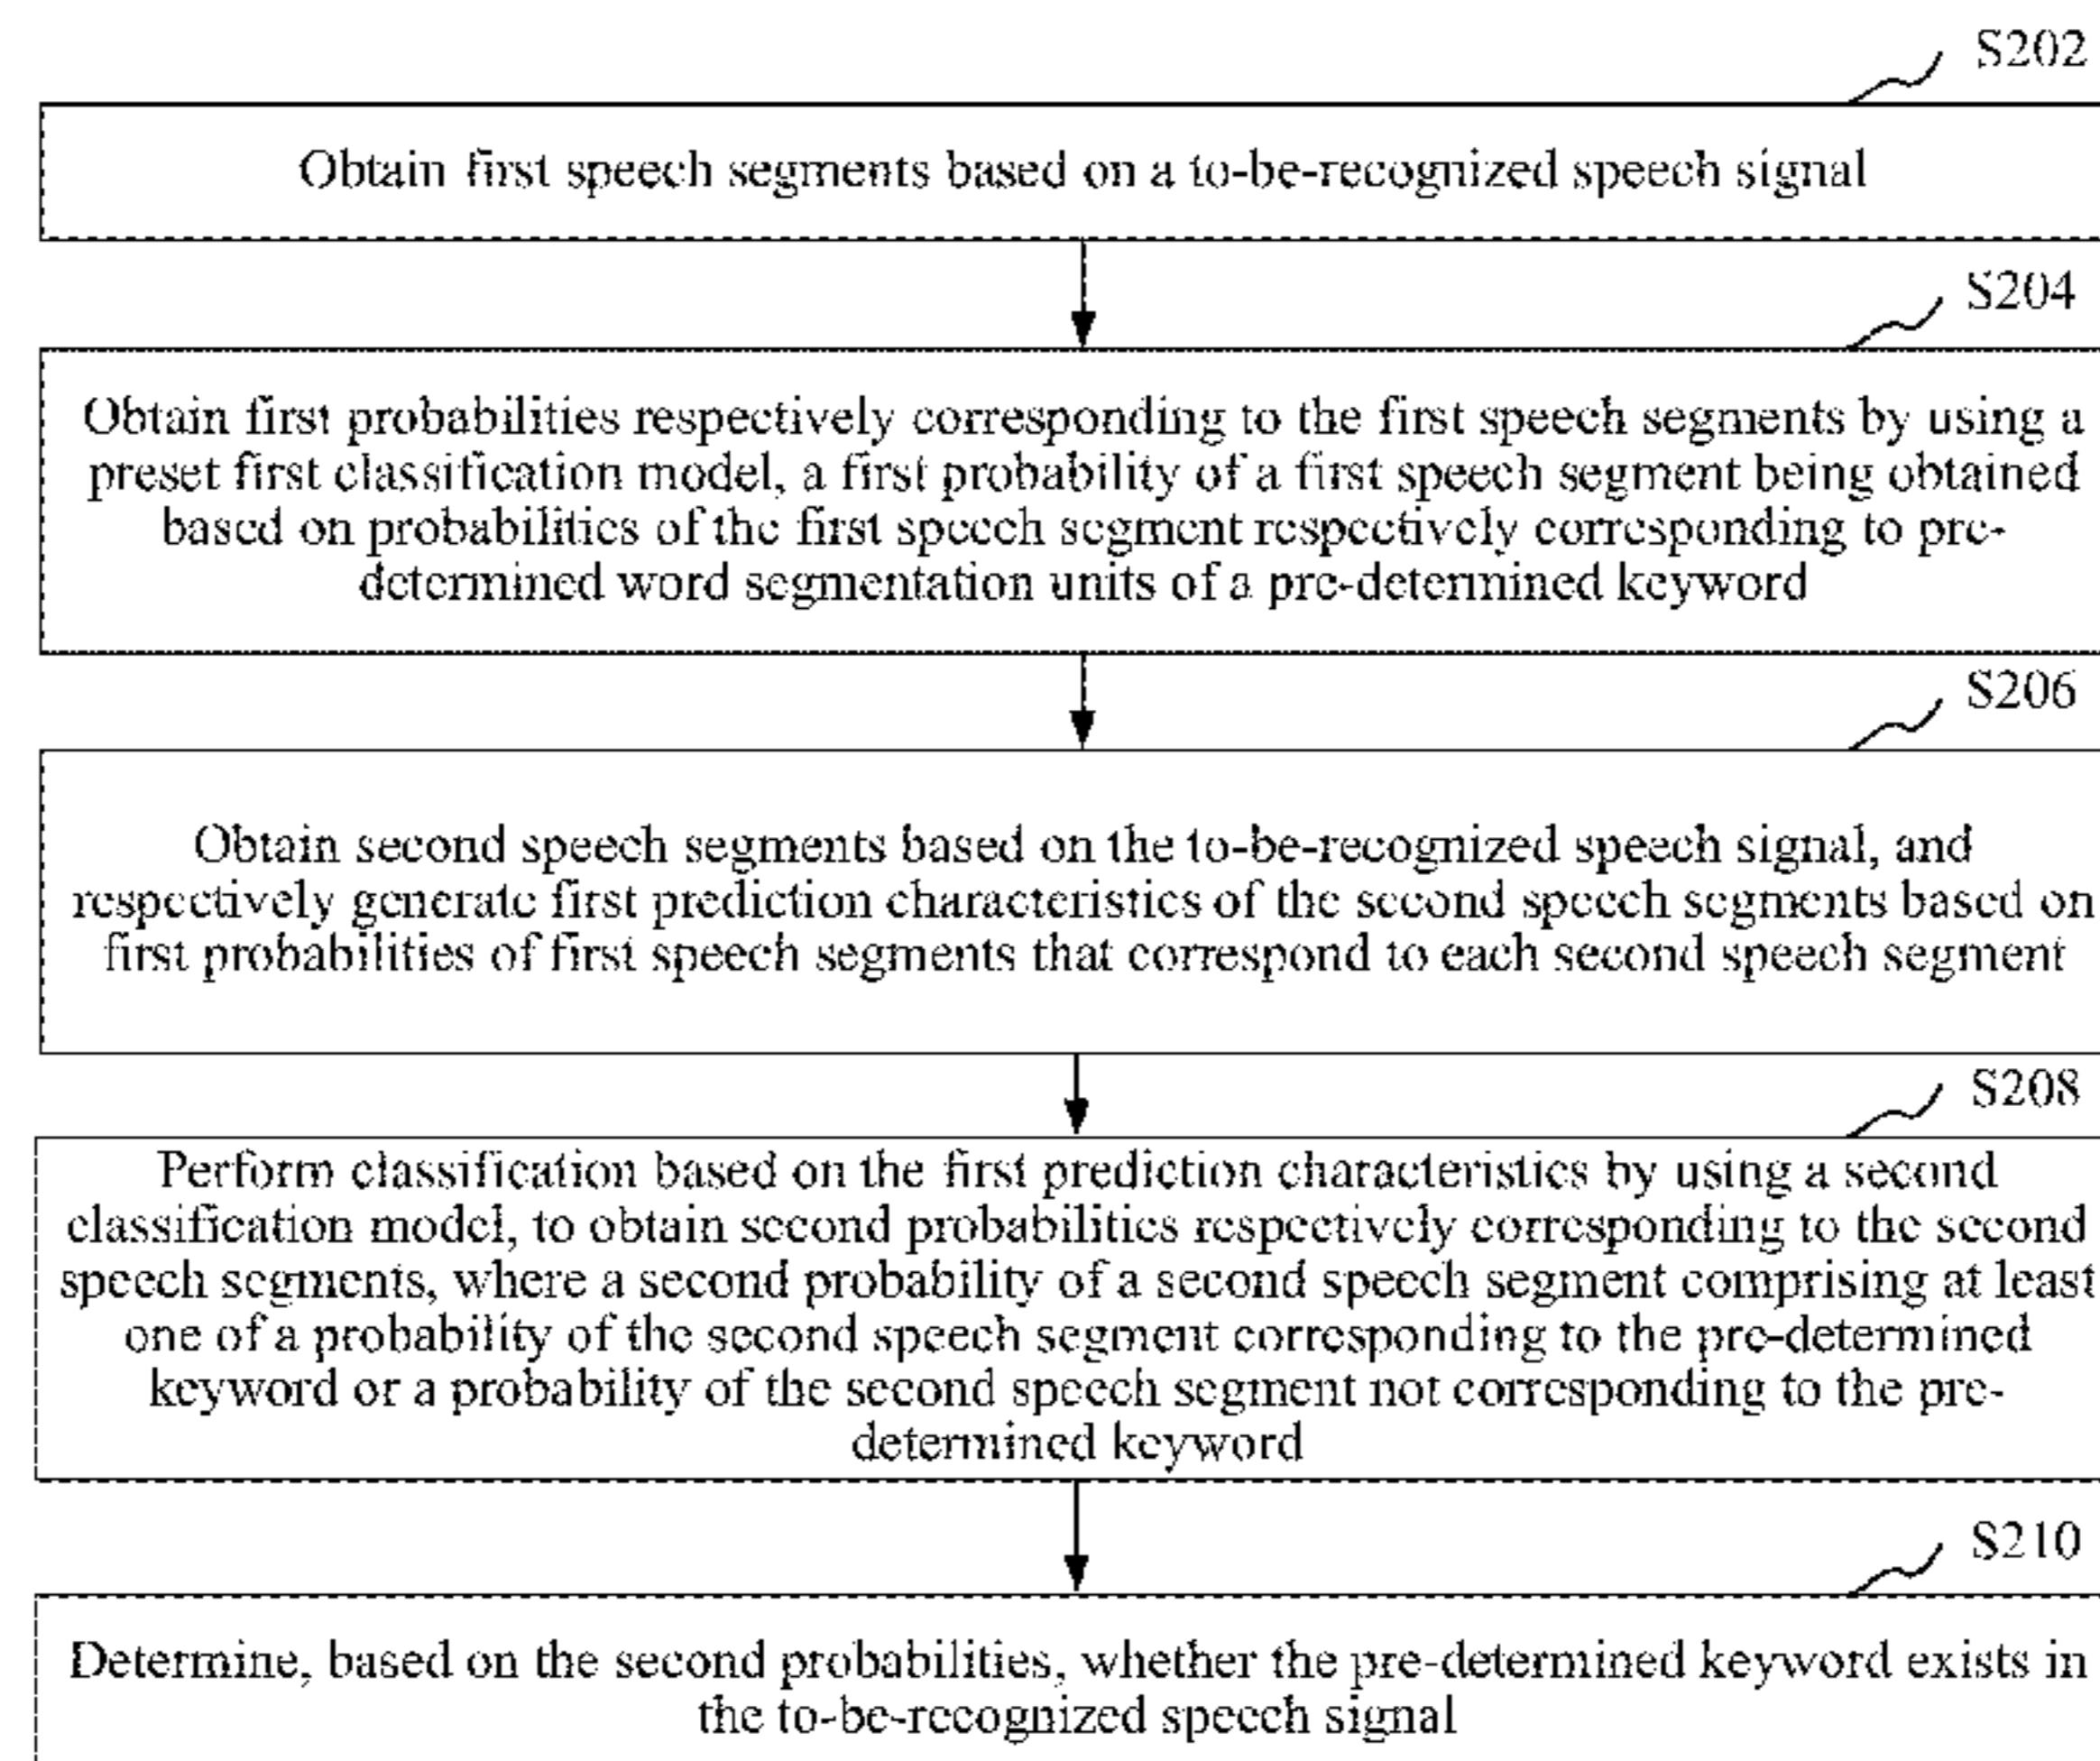 S202
Obtain first speech segments based on a to-be-recognized speech signal
S204
Obtain first probabilities respectively corresponding to the first speech segments by using a
preset first classification model, a first probability of a first speech segment being obtained
based on probabilities of the first speech segment respectively corresponding to pre-
determined word segmentation units of a pre-determined keyword
S206
Obtain second speech segments based on the to-be-recognized speech signal, and
respectively generate first prediction characteristics of the second speech segments based on
first probabilities of first speech segments that correspond to each second speech segment
S208
Perform classification based on the first prediction characteristics by using a second
classification model, to obtain second probabilities respectively corresponding to the second
speech segments, where a second probability of a second speech segment comprising at least
one of a probability of the second speech segment corresponding to the pre-determined
keyword or a probability of the second speech segment not corresponding to the pre-
determined keyword
S210
Determine, based on the second probabilities, whether the pre-determined keyword exists in
the to-be-recognized speech signal